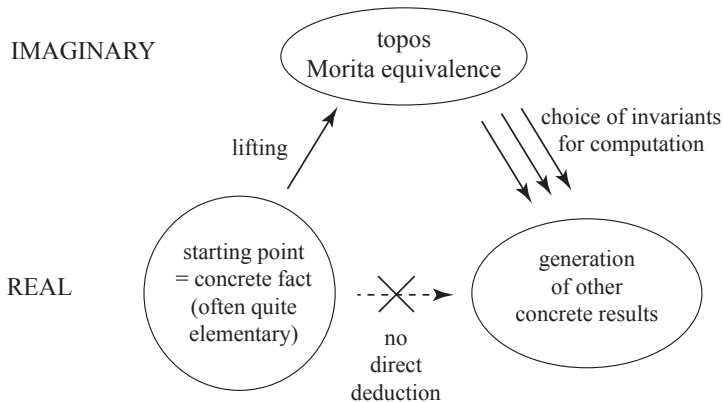 IMAGINARY
topos
Morita equivalence
choice of invariants
for computation
lifting
REAL
starting point
= concrete fact
(often quite
elementary)
generation
of other
concrete results
no
direct
deduction